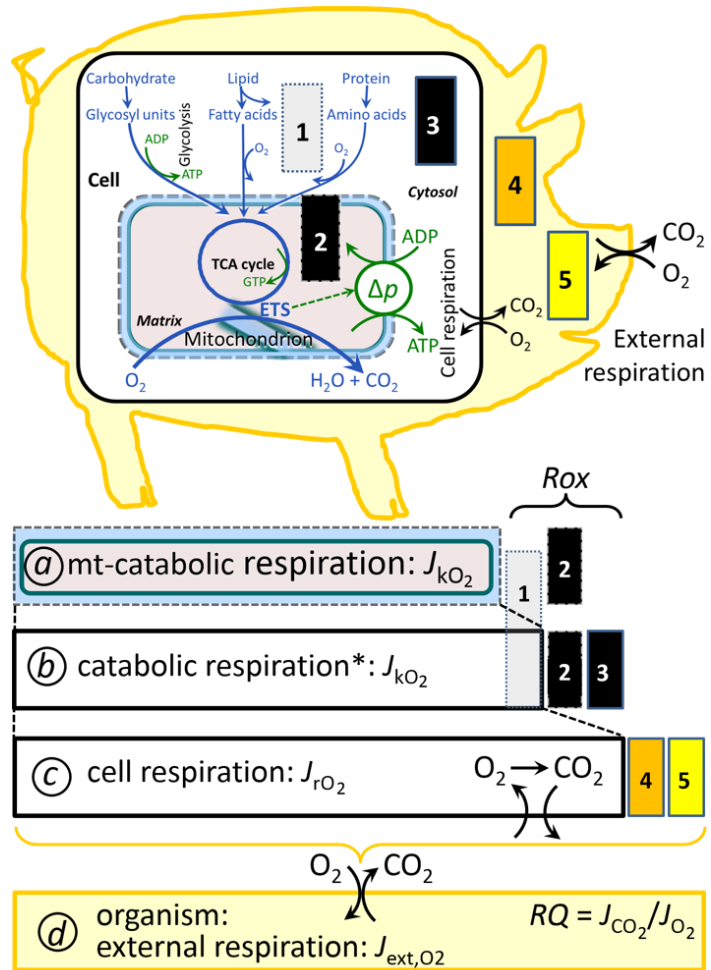 Carbohydrate
Lipid
Protein
Glycosyl units
Fatty acids
Amino acids
1
3
4
5
ADP
ATP
Glycolysis
O₂
O₂
Cell
Cytosol
2
TCA cycle
GTP
ADP
Δp
ATP
ETS
Matrix
Mitochondrion
O₂
H₂O + CO₂
Cell respiration
CO₂
O₂
CO₂
O₂
External
respiration
Rox
a mt-catabolic respiration: JkO₂
1
2
b catabolic respiration*: JkO₂
2
3
c cell respiration: JrO₂
O₂→CO₂
4
5
O₂ CO₂
d organism:
external respiration: Jext,O2
RQ = JCO₂/JO₂